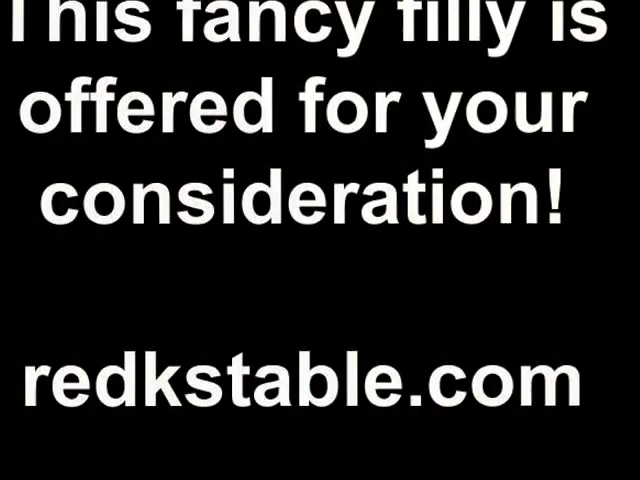 This fancy filly is
offered for your
consideration!
redkstable.com